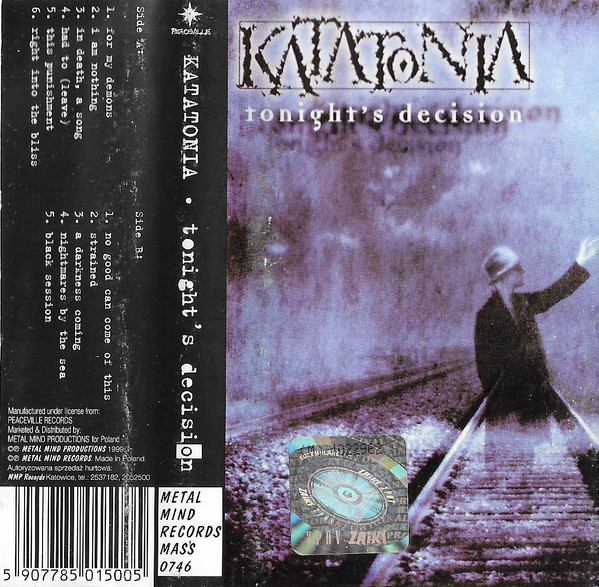 PEACEVILLE
Side A:
1. for my demons
2. i am nothing
3. in death, a song
4. had to (leave)
5. this punishment
6. right into the bliss
Side B:
1. no good can come of this
2. strained
3. a darkness coming
4. nightmares by the sea
5. black session
Manufactured under license from:
PEACEVILLE RECORDS
Marketed & Distributed by:
METAL MIND PRODUCTIONS for Poland
©℗ METAL MIND PRODUCTIONS 1999
©℗ METAL MIND RECORDS. Made in Poland.
Autoryzowana sprzedaż hurtowa:
MMP Records Katowice, tel.: 2537182, 2052500
5 907785 015005
KATATONIA • tonight's decision
METAL
MIND
RECORDS
MASS
0746
KATATONIA
tonight's decision
tonight's decision
ZAIKS